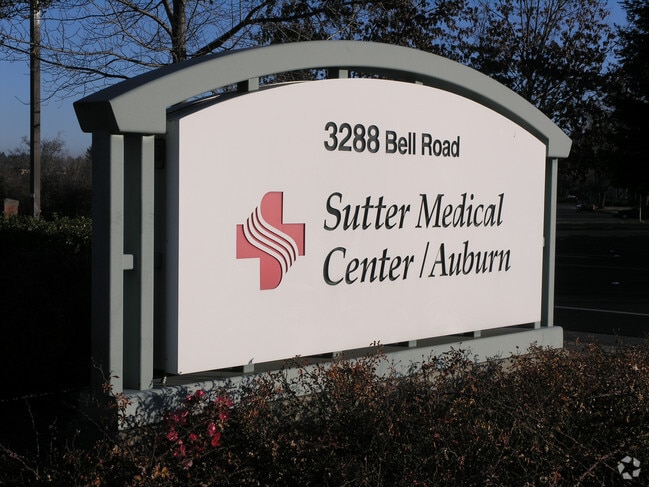 3288 Bell Road
Sutter Medical
Center / Auburn